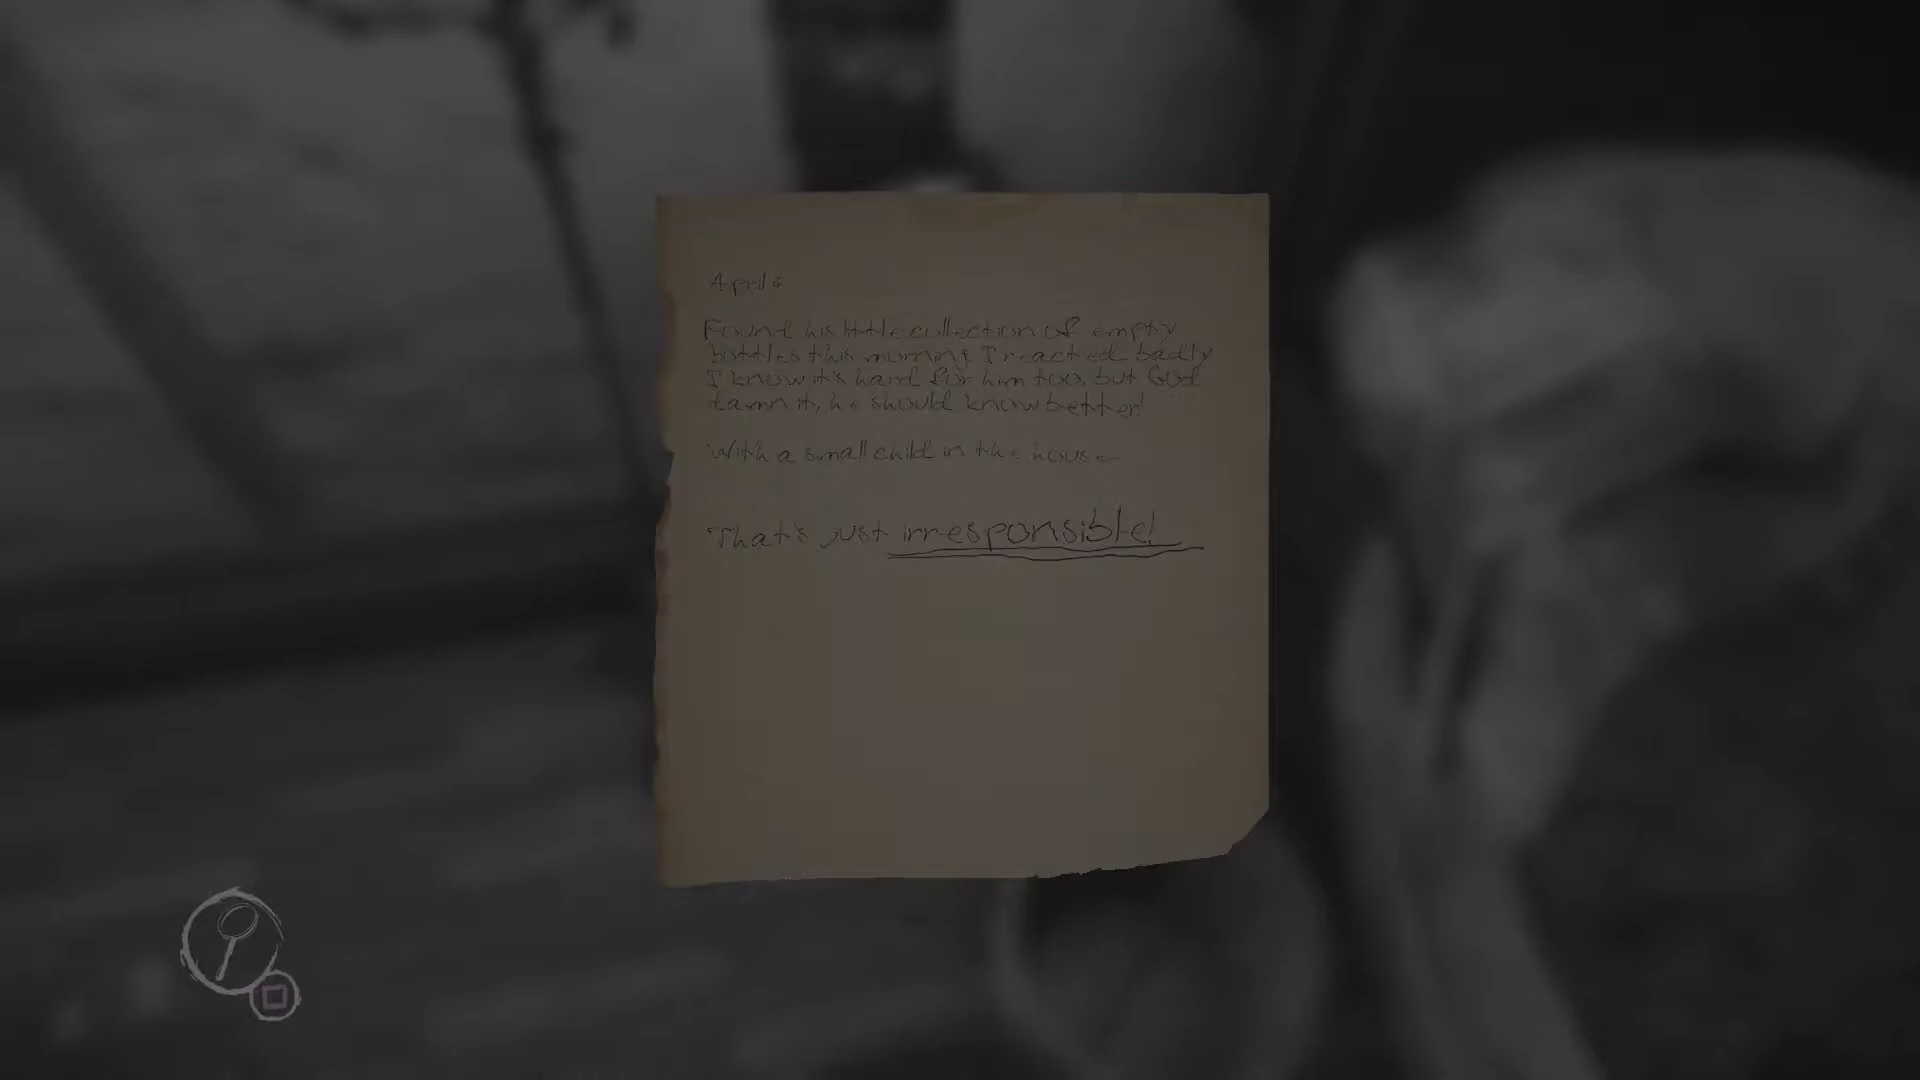 April 6
Found his little collection of empty
bottles this morning I reacted badly
I know it's hard for him too, but God
damn it, he should know better!
With a small child in the house
That's just irresponsible!